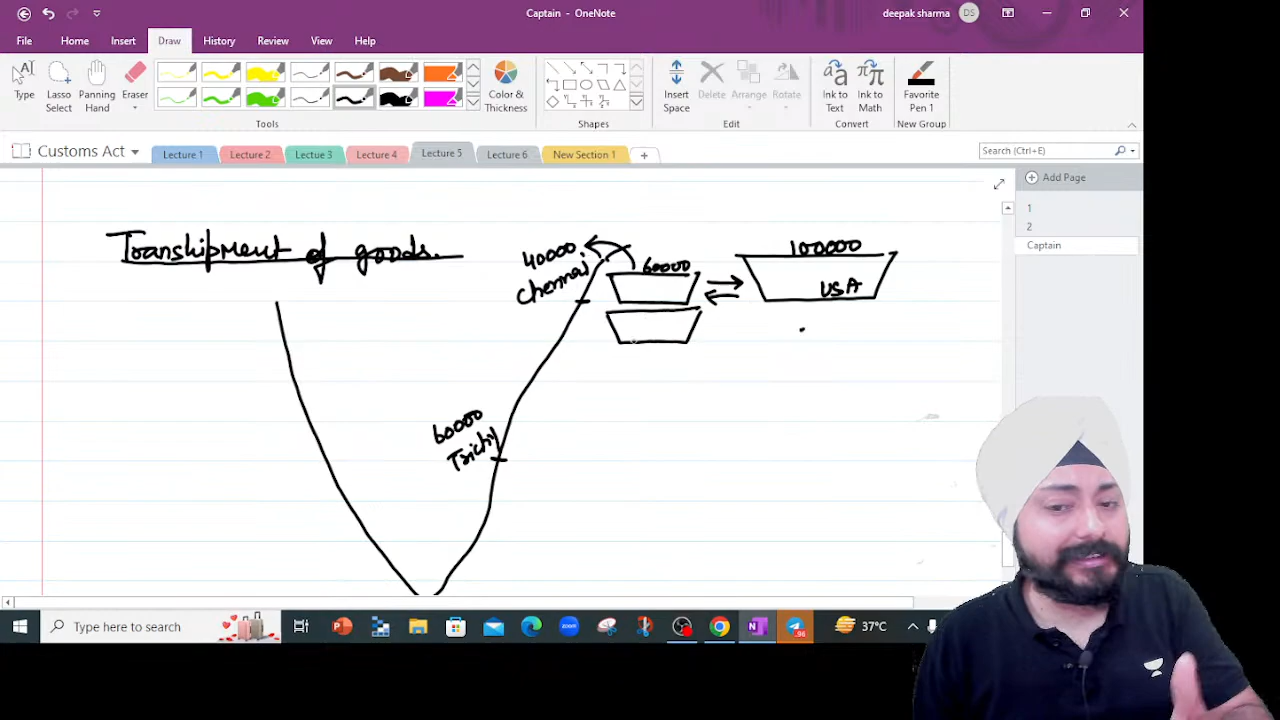 Captain - OneNote
deepak sharma DS
File Home Insert Draw History Review View Help
Type
Lasso Select
Panning Hand
Eraser
Color & Thickness
Insert Space
Delete
Arrange
Rotate
Ink to Text
Ink to Math
Favorite Pen 1
Tools Shapes Edit Convert New Group
Customs Act
Lecture 1 Lecture 2 Lectue 3 Lecture 4 Lecture 5 Lecture 6 New Section 1 +
Search (Ctrl+E)
Add Page
1
2
Captain
Transhipment of goods.
40000
Chennai
60000
100000
USA
60000
Trichy
Type here to search
96
37°C